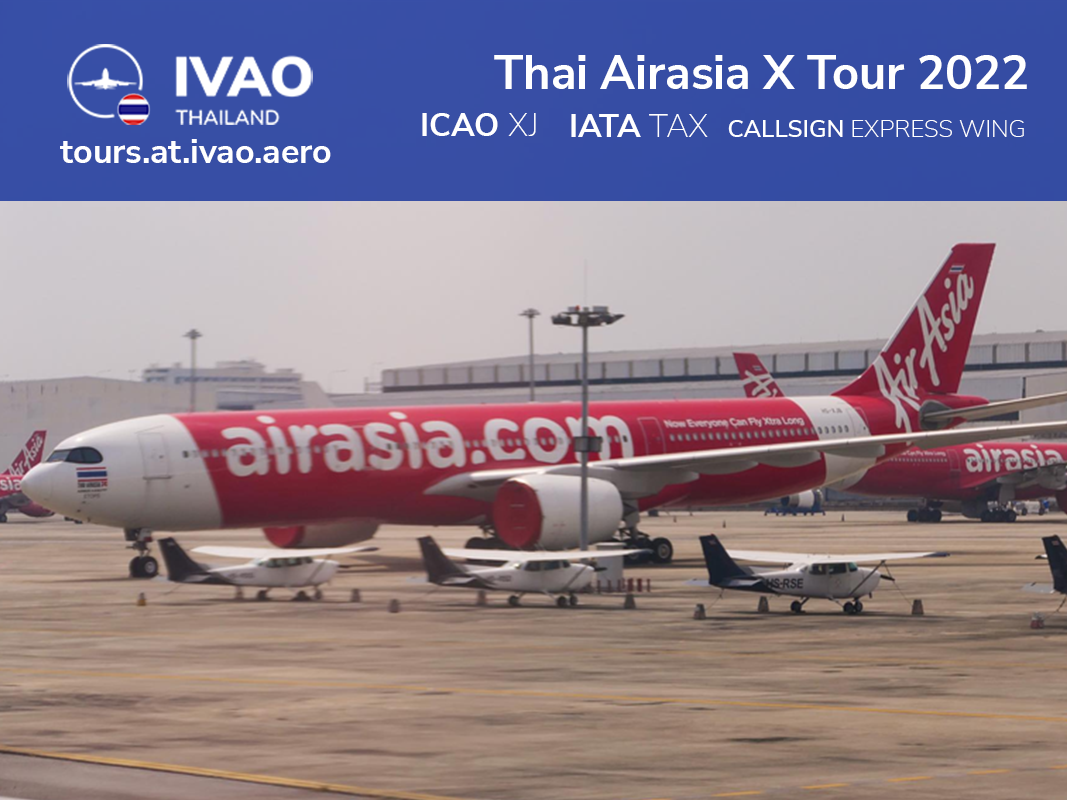 IVAO
THAILAND
tours.at.ivao.aero
Thai Airasia X Tour 2022
ICAO XJ IATA TAX CALLSIGN EXPRESS WING
AirAsia
airasia.com
Now Everyone Can Fly Xtra Long
airasia
HS-RSE